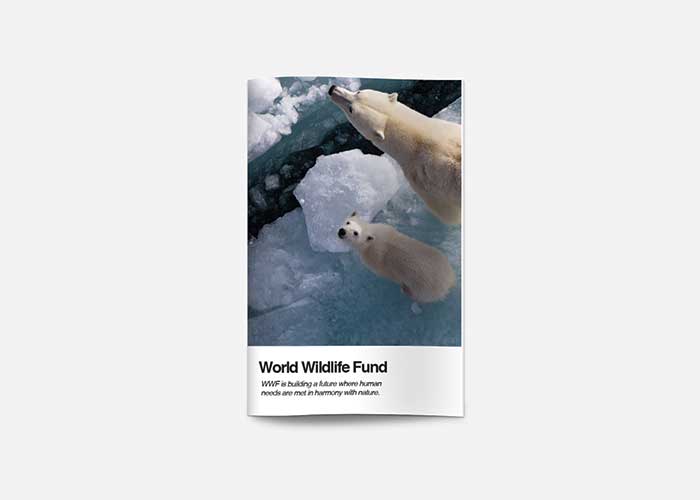 World Wildlife Fund
WWF is building a future where human
needs are met in harmony with nature.